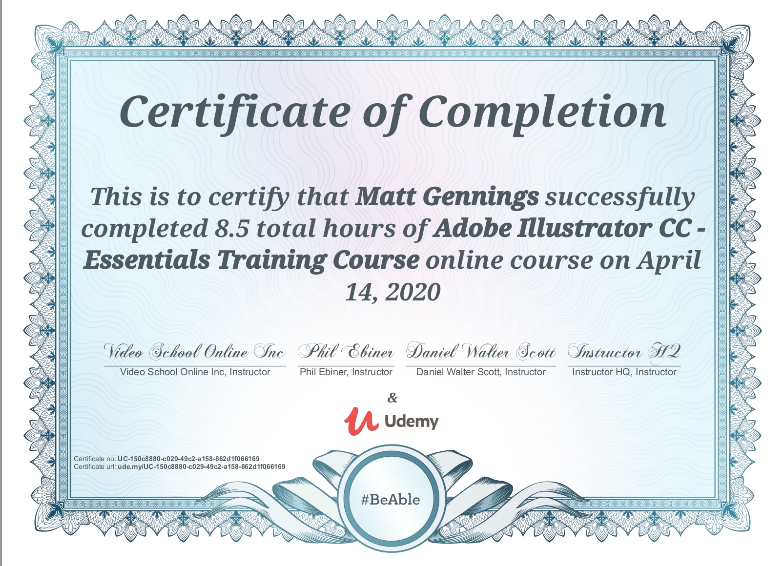 Certificate of Completion
This is to certify that Matt Gennings successfully
completed 8.5 total hours of Adobe Illustrator CC -
Essentials Training Course online course on April
14, 2020
Video School Online Inc Phil Ebiner Daniel Walter Scott Instructor HQ
Video School Online Inc, Instructor Phil Ebiner, Instructor Daniel Walter Scott, Instructor Instructor HQ, Instructor
&
Udemy
Certificate no: UC-150c8880-c029-49c2-a158-862d1f066169
Certificate url: ude.my/UC-150c8880-c029-49c2-a158-862d1f066169
#BeAble